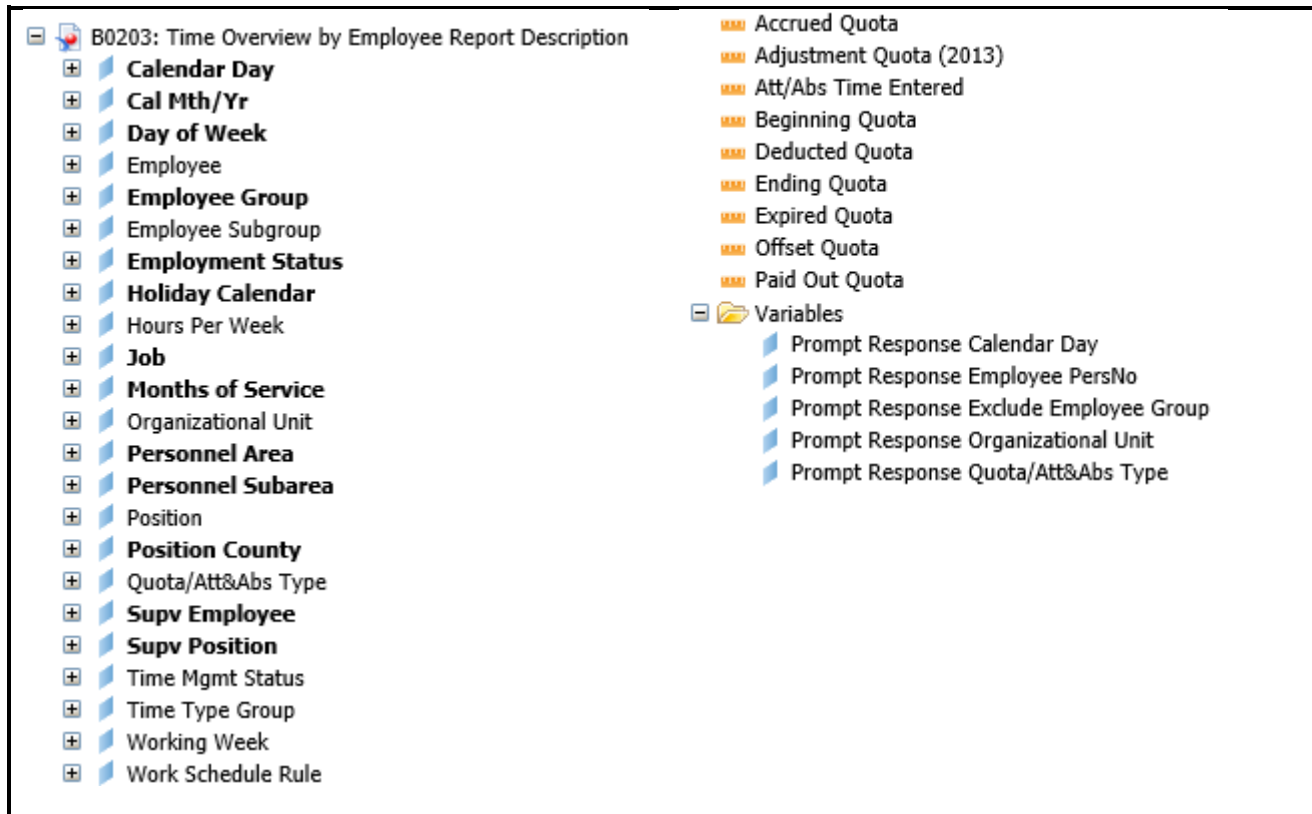 B0203: Time Overview by Employee Report Description
Calendar Day
Cal Mth/Yr
Day of Week
Employee
Employee Group
Employee Subgroup
Employment Status
Holiday Calendar
Hours Per Week
Job
Months of Service
Organizational Unit
Personnel Area
Personnel Subarea
Position
Position County
Quota/Att&Abs Type
Supv Employee
Supv Position
Time Mgmt Status
Time Type Group
Working Week
Work Schedule Rule
Accrued Quota
Adjustment Quota (2013)
Att/Abs Time Entered
Beginning Quota
Deducted Quota
Ending Quota
Expired Quota
Offset Quota
Paid Out Quota
Variables
Prompt Response Calendar Day
Prompt Response Employee PersNo
Prompt Response Exclude Employee Group
Prompt Response Organizational Unit
Prompt Response Quota/Att&Abs Type